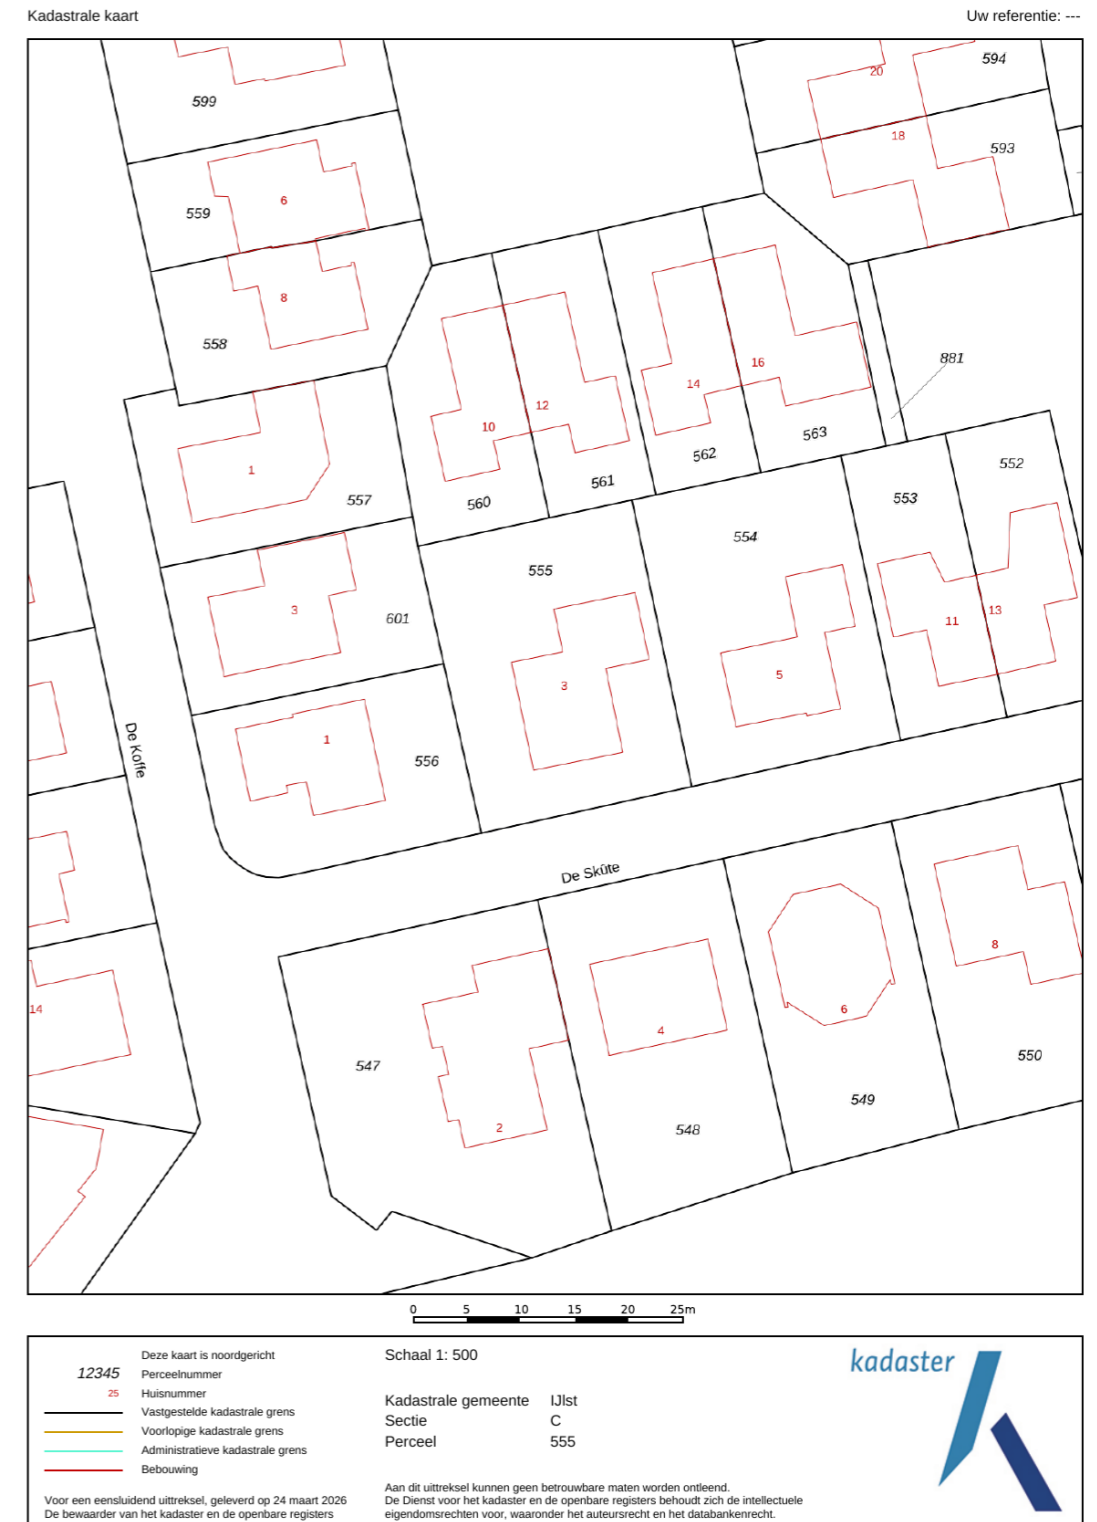 Kadastrale kaart
Uw referentie: ---
599
594
20
18
593
559
6
8
558
881
16
14
12
10
563
562
561
560
1
557
552
553
554
555
3
601
11
13
5
3
1
556
De Koffe
De Skûte
8
6
4
14
547
2
548
549
550
0 5 10 15 20 25m
Deze kaart is noordgericht
12345 Perceelnummer
25 Huisnummer
Vastgestelde kadastrale grens
Voorlopige kadastrale grens
Administratieve kadastrale grens
Bebouwing
Voor een eensluidend uittreksel, geleverd op 24 maart 2026
De bewaarder van het kadaster en de openbare registers
Schaal 1: 500
Kadastrale gemeente IJlst
Sectie C
Perceel 555
Aan dit uittreksel kunnen geen betrouwbare maten worden ontleend.
De Dienst voor het kadaster en de openbare registers behoudt zich de intellectuele
eigendomsrechten voor, waaronder het auteursrecht en het databankenrecht.
kadaster